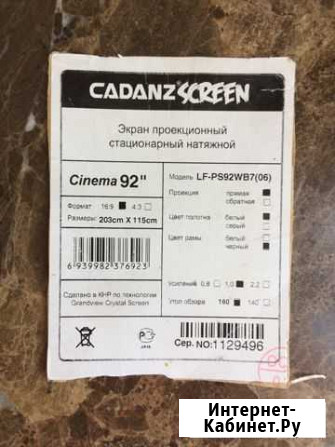 CADANZ SCREEN
Экран проекционный
стационарный натяжной
Cinema 92"
Формат 16:9 4:3
Размеры: 203cm X 115cm
6 939982 376923
Сделано в КНР по технологии
Grandview Crystal Screen
Модель LF-PS92WB7(06)
Проекция прямая
обратная
Цвет полотна белый
серый
Цвет рамы белый
Усиление 0,8 1,0 2,2
Угол обзора 180 140
Сер. NO:1129496
Интернет-
Кабинет.Ру